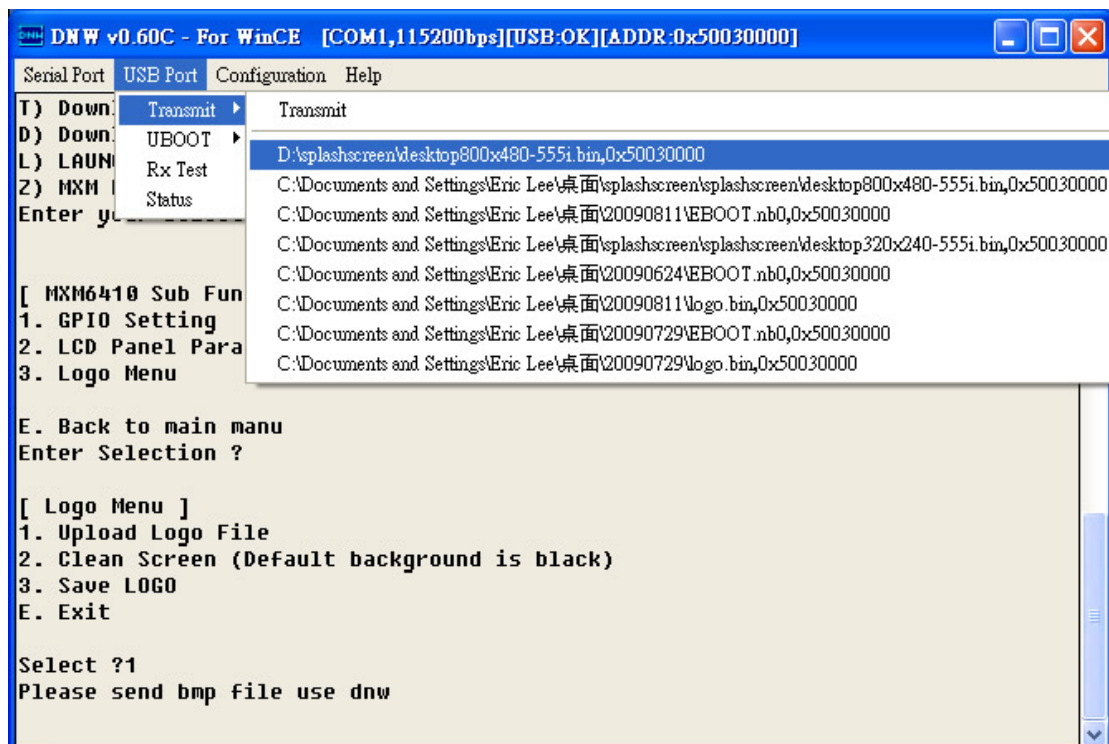 DNW v0.60C - For WinCE [COM1,115200bps][USB:OK][ADDR:0x50030000]
Serial Port USB Port Configuration Help
T) Down
D) Down
L) LAUN
Z) MXM
Enter
Transmit
UBOOT
Rx Test
Status
Transmit
D:\splashscreen\desktop800x480-555i.bin,0x50030000
C:\Documents and Settings\Eric Lee\桌面\splashscreen\splashscreen\desktop800x480-555i.bin,0x50030000
C:\Documents and Settings\Eric Lee\桌面\20090811\EBOOT.nb0,0x50030000
C:\Documents and Settings\Eric Lee\桌面\splashscreen\splashscreen\desktop320x240-555i.bin,0x50030000
C:\Documents and Settings\Eric Lee\桌面\20090624\EBOOT.nb0,0x50030000
C:\Documents and Settings\Eric Lee\桌面\20090811\logo.bin,0x50030000
C:\Documents and Settings\Eric Lee\桌面\20090729\EBOOT.nb0,0x50030000
C:\Documents and Settings\Eric Lee\桌面\20090729\logo.bin,0x50030000
[ MXM6410 Sub Fun
1. GPIO Setting
2. LCD Panel Para
3. Logo Menu
E. Back to main manu
Enter Selection ?
[ Logo Menu ]
1. Upload Logo File
2. Clean Screen (Default background is black)
3. Save LOGO
E. Exit
Select ?1
Please send bmp file use dnw